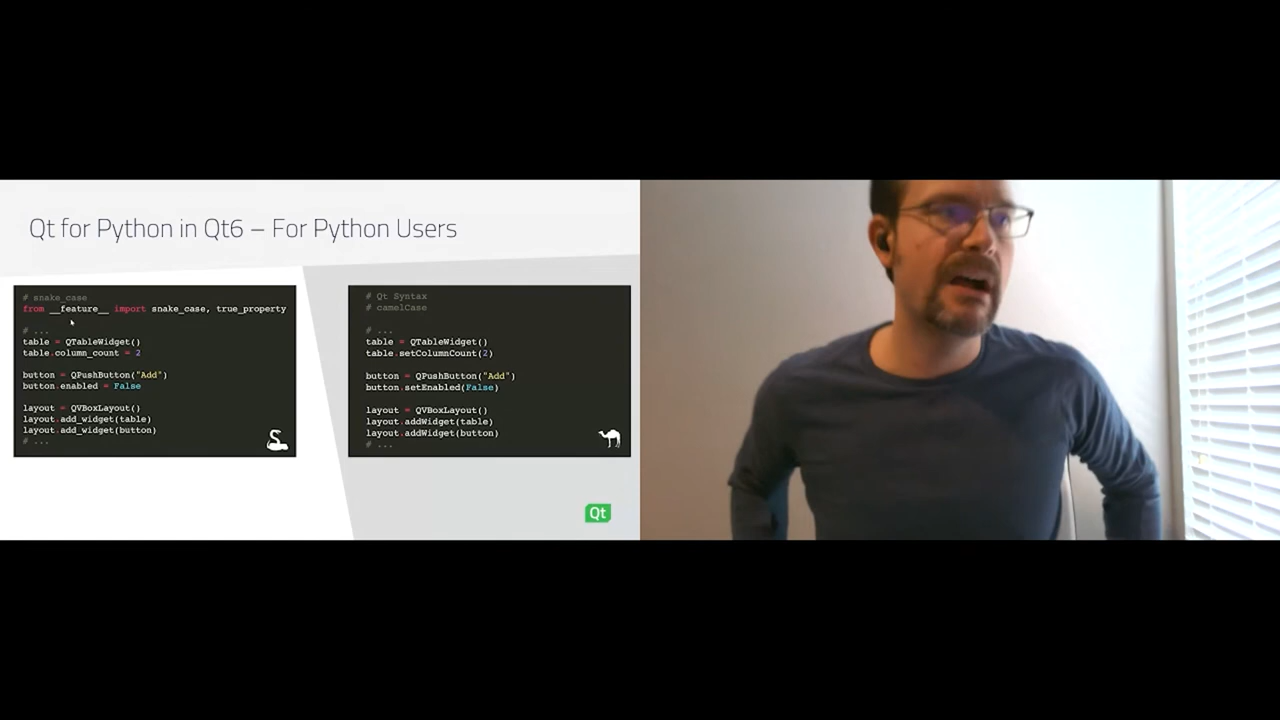 Qt for Python in Qt6 – For Python Users
# snake_case
from __feature__ import snake_case, true_property
# ...
table = QTableWidget()
table.column_count = 2
button = QPushButton("Add")
button.enabled = False
layout = QVBoxLayout()
layout.add_widget(table)
layout.add_widget(button)
# ...
# Qt Syntax
# camelCase
# ...
table = QTableWidget()
table.setColumnCount(2)
button = QPushButton("Add")
button.setEnabled(False)
layout = QVBoxLayout()
layout.addWidget(table)
layout.addWidget(button)
# ...
Qt